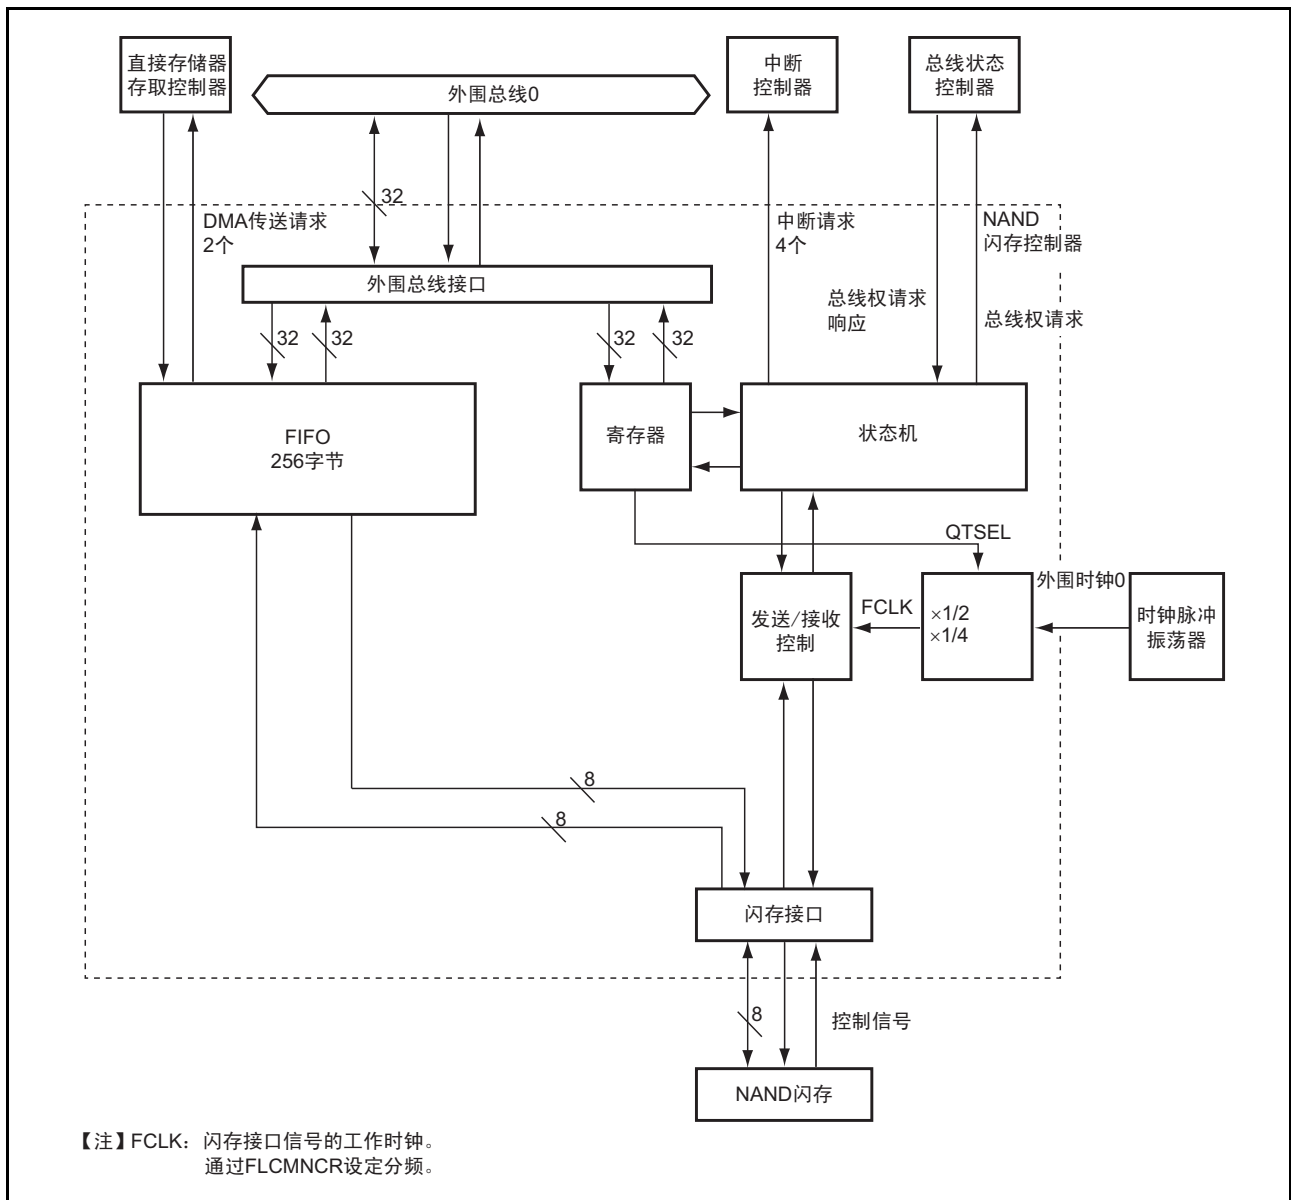 直接存储器
存取控制器
外围总线0
中断
控制器
总线状态
控制器
32
DMA传送请求
2个
中断请求
4个
NAND
闪存控制器
外围总线接口
总线权请求
响应
总线权请求
32
32
32
32
FIFO
256字节
寄存器
状态机
QTSEL
外围时钟0
发送/接收
控制
FCLK
×1/2
×1/4
时钟脉冲
振荡器
8
8
闪存接口
8
控制信号
NAND闪存
【注】FCLK：闪存接口信号的工作时钟。
通过FLCMNCR设定分频。